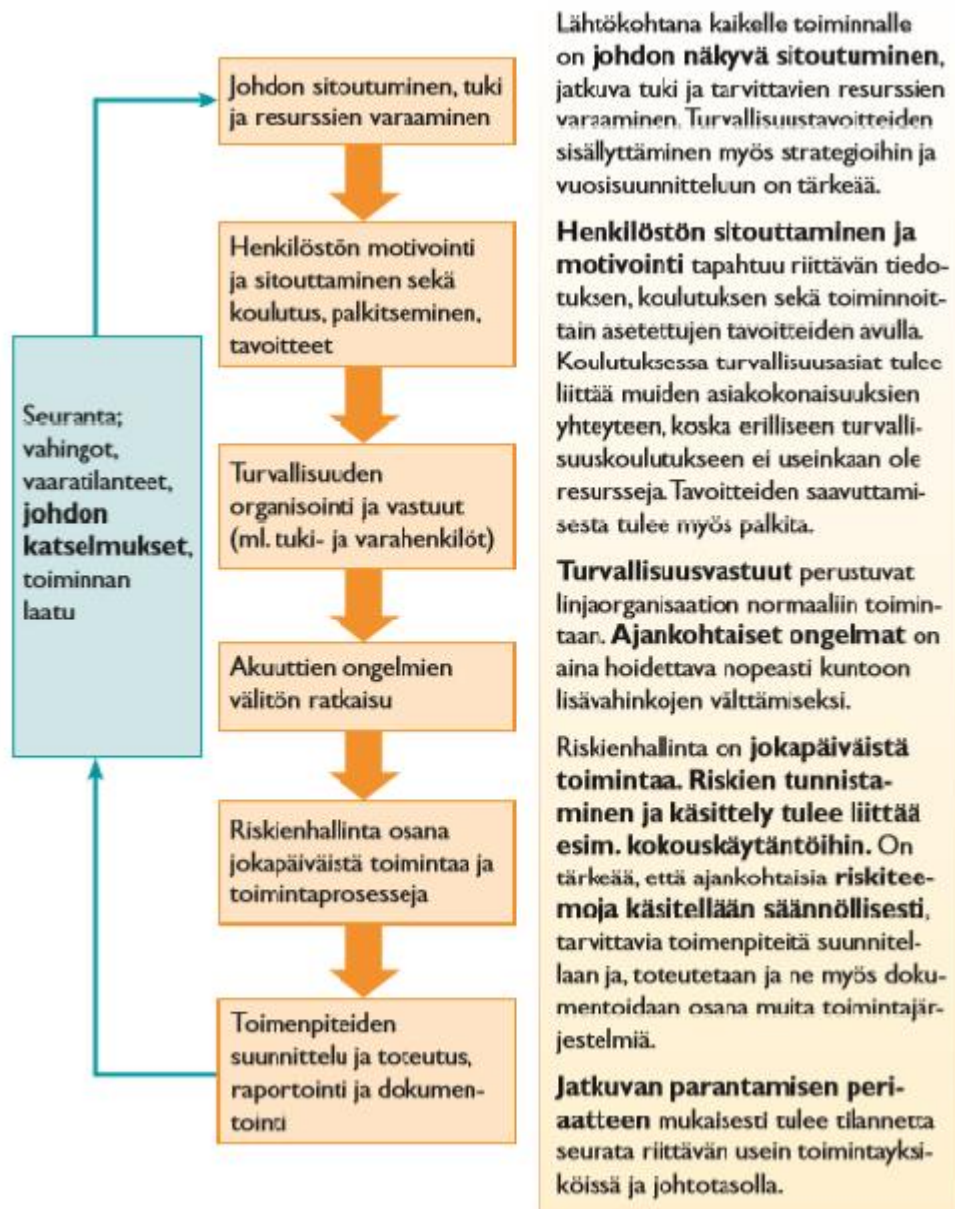 Johdon sitoutuminen, tuki
ja resurssien varaaminen
Henkilöstön motivointi
ja sitouttaminen sekä
koulutus, palkitseminen,
tavoitteet
Turvallisuuden
organisointi ja vastuut
(ml. tuki- ja varahenkilöt)
Akuuttien ongelmien
välitön ratkaisu
Riskienhallinta osana
jokapäiväistä toimintaa ja
toimintaprosesseja
Toimenpiteiden
suunnittelu ja toteutus,
raportointi ja dokumen-
tointi
Seuranta;
vahingot,
vaaratilanteet,
johdon
katselmukset,
toiminnan
laatu
Lähtökohtana kaikelle toiminnalle
on johdon näkyvä sitoutuminen,
jatkuva tuki ja tarvittavien resurssien
varaaminen. Turvallisuustavoitteiden
sisällyttäminen myös strategioihin ja
vuosisuunnitteluun on tärkeää.
Henkilöstön sitouttaminen ja
motivointi tapahtuu riittävän tiedo-
tuksen, koulutuksen sekä toiminnoit-
tain asetettujen tavoitteiden avulla.
Koulutuksessa turvallisuusasiat tulee
liittää muiden asiakokonaisuuksien
yhteyteen, koska erilliseen turvalli-
suuskoulutukseen ei useinkaan ole
resursseja. Tavoitteiden saavuttami-
sesta tulee myös palkita.
Turvallisuusvastuut perustuvat
linjaorganisaation normaaliin toimin-
taan. Ajankohtaiset ongelmat on
aina hoidettava nopeasti kuntoon
lisävahinkojen välttämiseksi.
Riskienhallinta on jokapäiväistä
toimintaa. Riskien tunnista-
minen ja käsittely tulee liittää
esim. kokouskäytäntöihin. On
tärkeää, että ajankohtaisia riskitee-
moja käsitellään säännöllisesti,
tarvittavia toimenpiteitä suunnitel-
laan ja, toteutetaan ja ne myös doku-
mentoidaan osana muita toimintajär-
jestelmiä.
Jatkuvan parantamisen peri-
aatteen mukaisesti tulee tilannetta
seurata riittävän usein toimintayksi-
köissä ja johtotasolla.